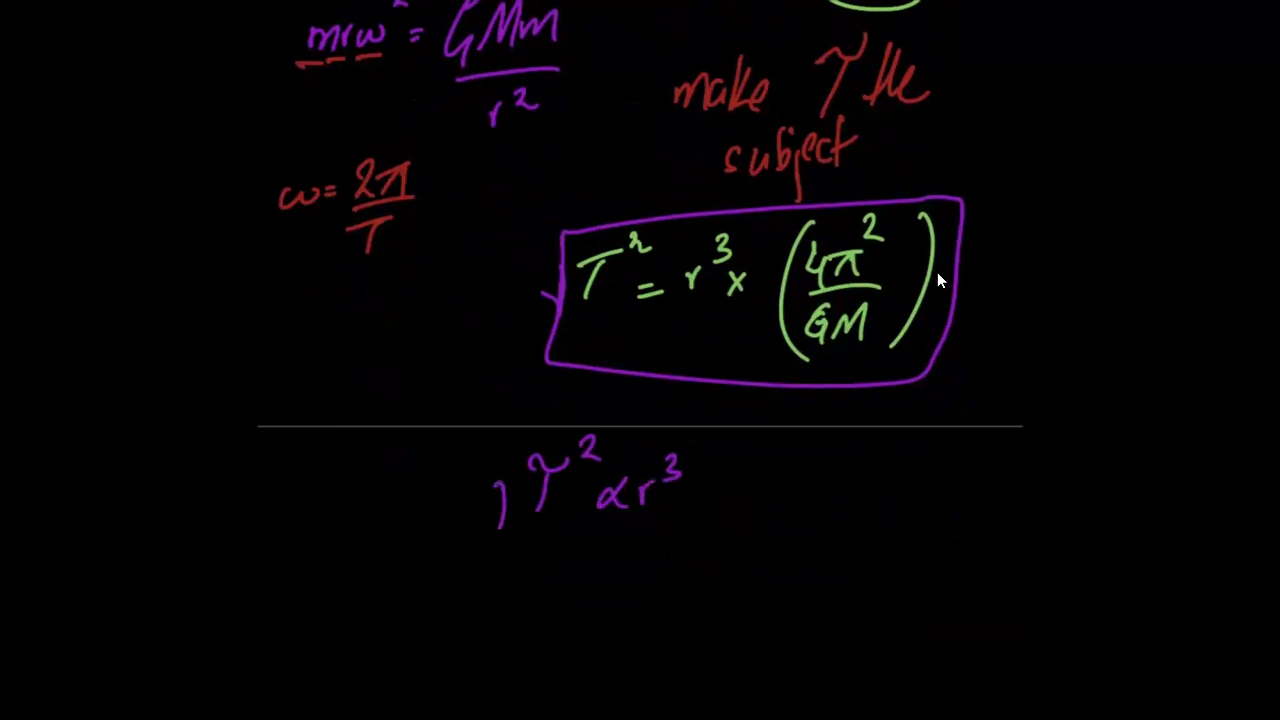 mrω² = GMm / r²
make T the
subject
ω = 2π / T
T² = r³ × (4π² / GM)
) T² ∝ r³